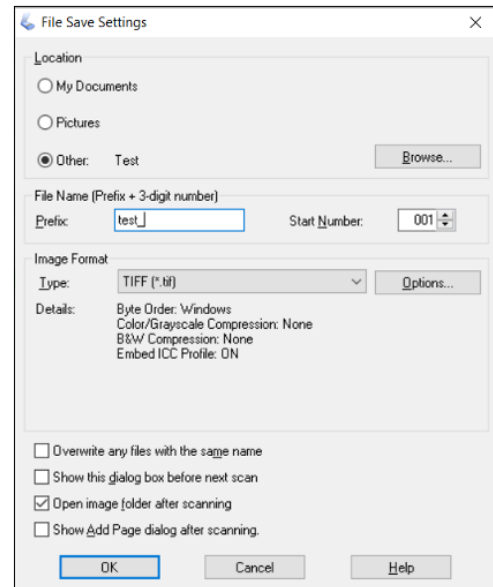 File Save Settings
Location
My Documents
Pictures
Other: Test Browse...
File Name (Prefix + 3-digit number)
Prefix: test_ Start Number: 001
Image Format
Type: TIFF (*.tif) Options...
Details: Byte Order: Windows
Color/Grayscale Compression: None
B&W Compression: None
Embed ICC Profile: ON
Overwrite any files with the same name
Show this dialog box before next scan
Open image folder after scanning
Show Add Page dialog after scanning.
OK Cancel Help